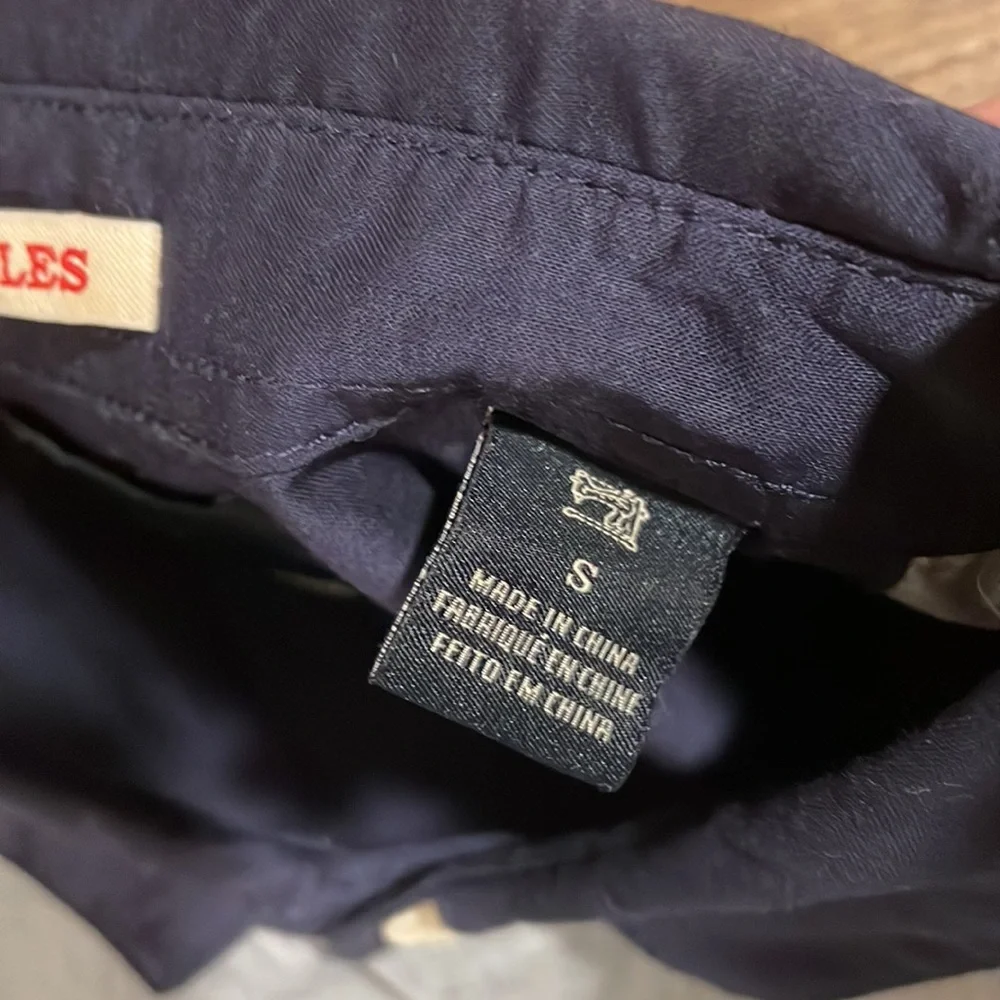 LES
S
MADE IN CHINA
FABRIQUÉ EN CHINE
FEITO EM CHINA